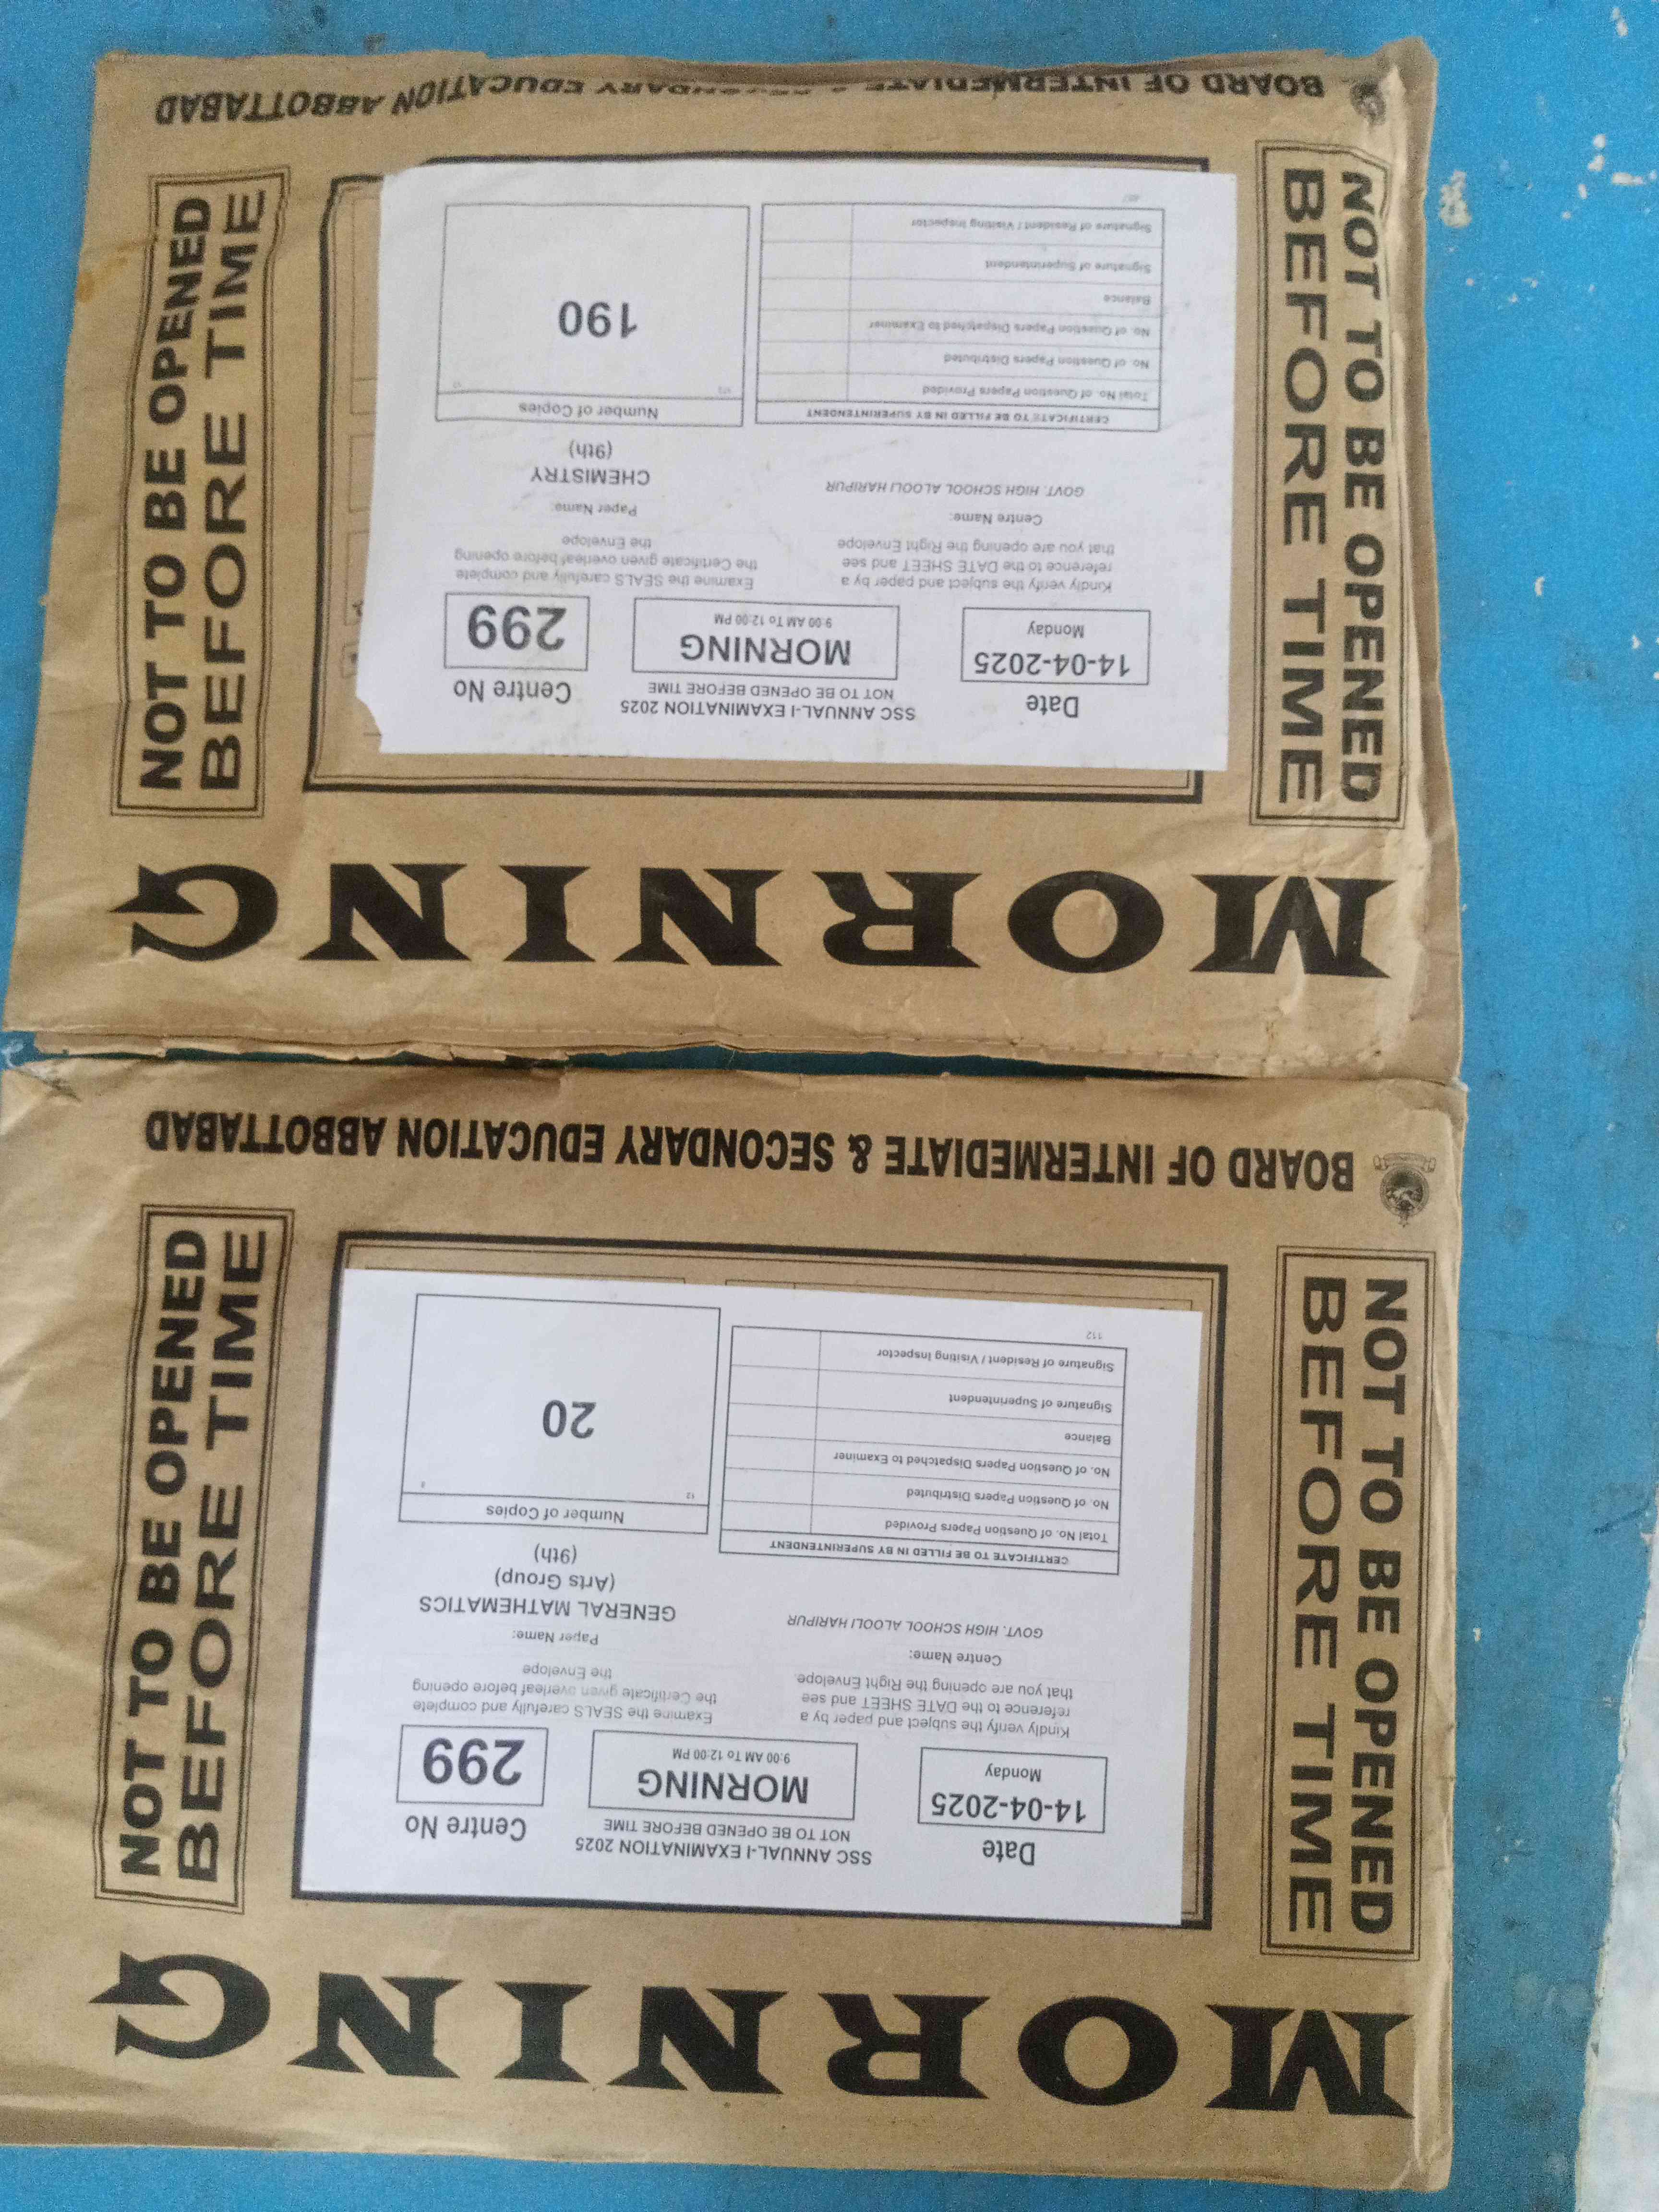 MORNING
NOT TO BE OPENED
BEFORE TIME
SSC ANNUAL-I EXAMINATION 2025
NOT TO BE OPENED BEFORE TIME
Date
14-04-2025
Monday
MORNING
9:00 AM To 12:00 PM
Centre No
299
Kindly verify the subject and paper by a
reference to the DATE SHEET and see
that you are opening the Right Envelope
Examine the SEALS carefully and complete
the Certificate given overleaf before opening
the Envelope
Centre Name:
GOVT. HIGH SCHOOL ALOOLI HARIPUR
Paper Name:
GENERAL MATHEMATICS
(Arts Group)
(9th)
CERTIFICATE TO BE FILLED IN BY SUPERINTENDENT
Total No. of Question Papers Provided
No. of Question Papers Distributed
No. of Question Papers Dispatched to Examiner
Balance
Signature of Superintendent
Signature of Resident / Visiting Inspector
112
Number of Copies
12
20
NOT TO BE OPENED
BEFORE TIME
BOARD OF INTERMEDIATE & SECONDARY EDUCATION ABBOTTABAD
MORNING
NOT TO BE OPENED
BEFORE TIME
SSC ANNUAL-I EXAMINATION 2025
NOT TO BE OPENED BEFORE TIME
Date
14-04-2025
Monday
MORNING
9:00 AM To 12:00 PM
Centre No
299
Kindly verify the subject and paper by a
reference to the DATE SHEET and see
that you are opening the Right Envelope
Examine the SEALS carefully and complete
the Certificate given overleaf before opening
the Envelope
Centre Name:
GOVT. HIGH SCHOOL ALOOLI HARIPUR
Paper Name:
CHEMISTRY
(9th)
CERTIFICATE TO BE FILLED IN BY SUPERINTENDENT
Total No. of Question Papers Provided
No. of Question Papers Distributed
No. of Question Papers Dispatched to Examiner
Balance
Signature of Superintendent
Signature of Resident / Visiting Inspector
Number of Copies
190
NOT TO BE OPENED
BEFORE TIME
BOARD OF INTERMEDIATE & SECONDARY EDUCATION ABBOTTABAD